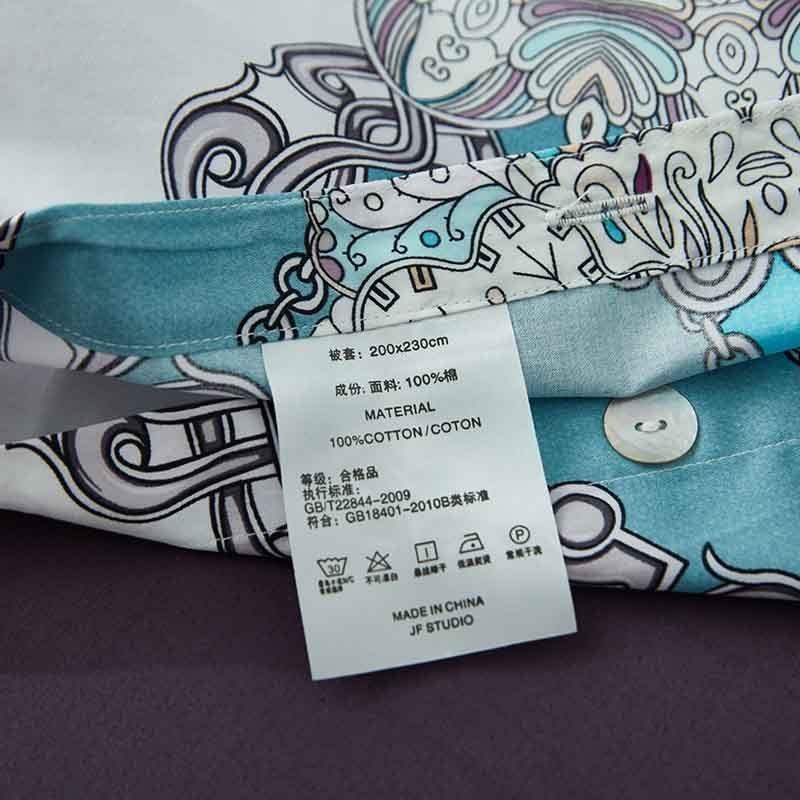 被套：200x230cm
成份：面料：100%棉
MATERIAL
100%COTTON/COTON
等级：合格品
执行标准：
GB/T22844-2009
符合：GB18401-2010B类标准
30 P
不可漂白 悬挂晾干 低温熨烫 常规干洗
MADE IN CHINA
JF STUDIO